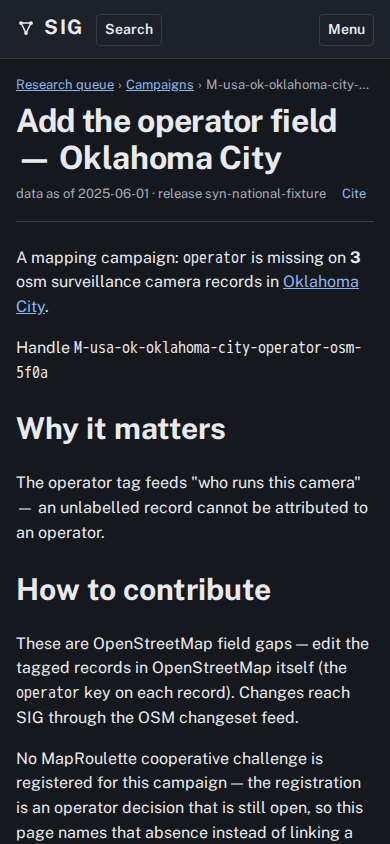 SIG Search Menu
Research queue › Campaigns › M-usa-ok-oklahoma-city-...
Add the operator field
— Oklahoma City
data as of 2025-06-01 · release syn-national-fixture Cite
A mapping campaign: operator is missing on 3
osm surveillance camera records in Oklahoma
City.
Handle M-usa-ok-oklahoma-city-operator-osm-
5f0a
Why it matters
The operator tag feeds "who runs this camera"
— an unlabelled record cannot be attributed to
an operator.
How to contribute
These are OpenStreetMap field gaps — edit the
tagged records in OpenStreetMap itself (the
operator key on each record). Changes reach
SIG through the OSM changeset feed.
No MapRoulette cooperative challenge is
registered for this campaign — the registration
is an operator decision that is still open, so this
page names that absence instead of linking a